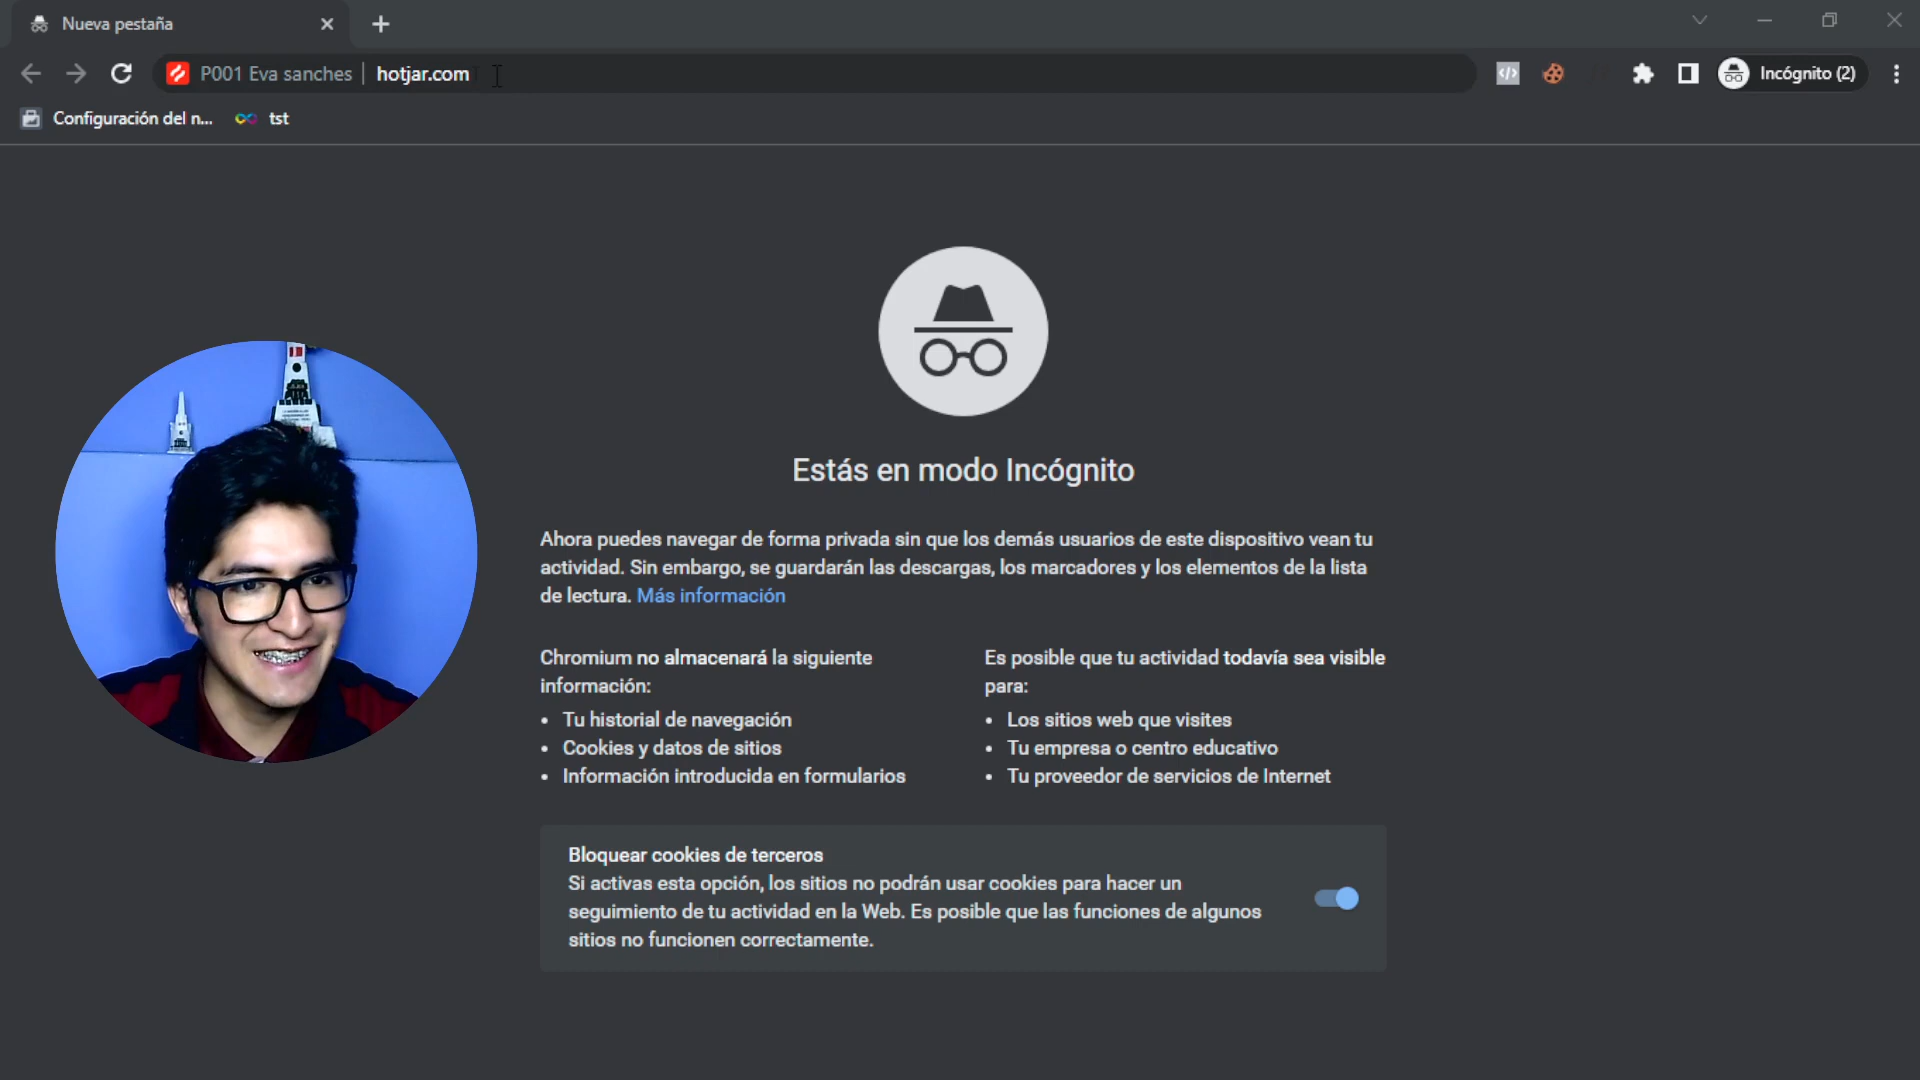 Nueva pestaña
P001 Eva sanches | hotjar.com
Incógnito (2)
Configuración del n...
tst
Estás en modo Incógnito
Ahora puedes navegar de forma privada sin que los demás usuarios de este dispositivo vean tu
actividad. Sin embargo, se guardarán las descargas, los marcadores y los elementos de la lista
de lectura. Más información
Chromium no almacenará la siguiente
información:
• Tu historial de navegación
• Cookies y datos de sitios
• Información introducida en formularios
Es posible que tu actividad todavía sea visible
para:
• Los sitios web que visites
• Tu empresa o centro educativo
• Tu proveedor de servicios de Internet
Bloquear cookies de terceros
Si activas esta opción, los sitios no podrán usar cookies para hacer un
seguimiento de tu actividad en la Web. Es posible que las funciones de algunos
sitios no funcionen correctamente.